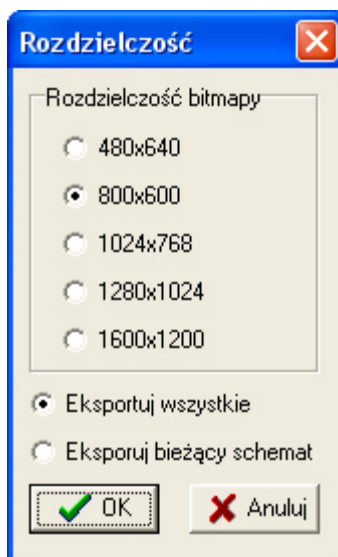 Rozdzielczość
Rozdzielczość bitmapy
480x640
800x600
1024x768
1280x1024
1600x1200
Eksportuj wszystkie
Eksporuj bieżący schemat
OK
Anuluj